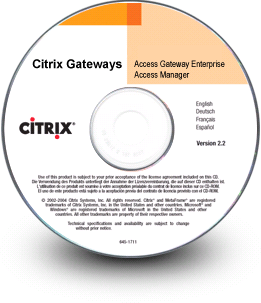 Citrix Gateways
Access Gateway Enterprise
Access Manager
English
Deutsch
Français
Español
Version 2.2
CITRIX®
Use of this product is subject to your prior acceptance of the license agreement included on this CD.
Die Verwendung des Produkts unterliegt der Annahme der Lizenzvereinbarung, die auf dieser CD enthalten ist.
L'utilisation de ce produit est soumise à votre acceptation préalable du contrat de licence inclus sur ce CD-ROM.
El uso de este producto está sujeto a la aceptación previa del contrato de licencia provisto con el CD-ROM.
© 2002-2004 Citrix Systems, Inc. All rights reserved. Citrix® and MetaFrame® are registered
trademarks of Citrix Systems, Inc. in the United States and other countries. Microsoft® and
Windows® are registered trademarks of Microsoft in the United States and other
countries. All other trademarks are property of their respective owners.
Technical specifications and availability are subject to change
without prior notice.
645-1711